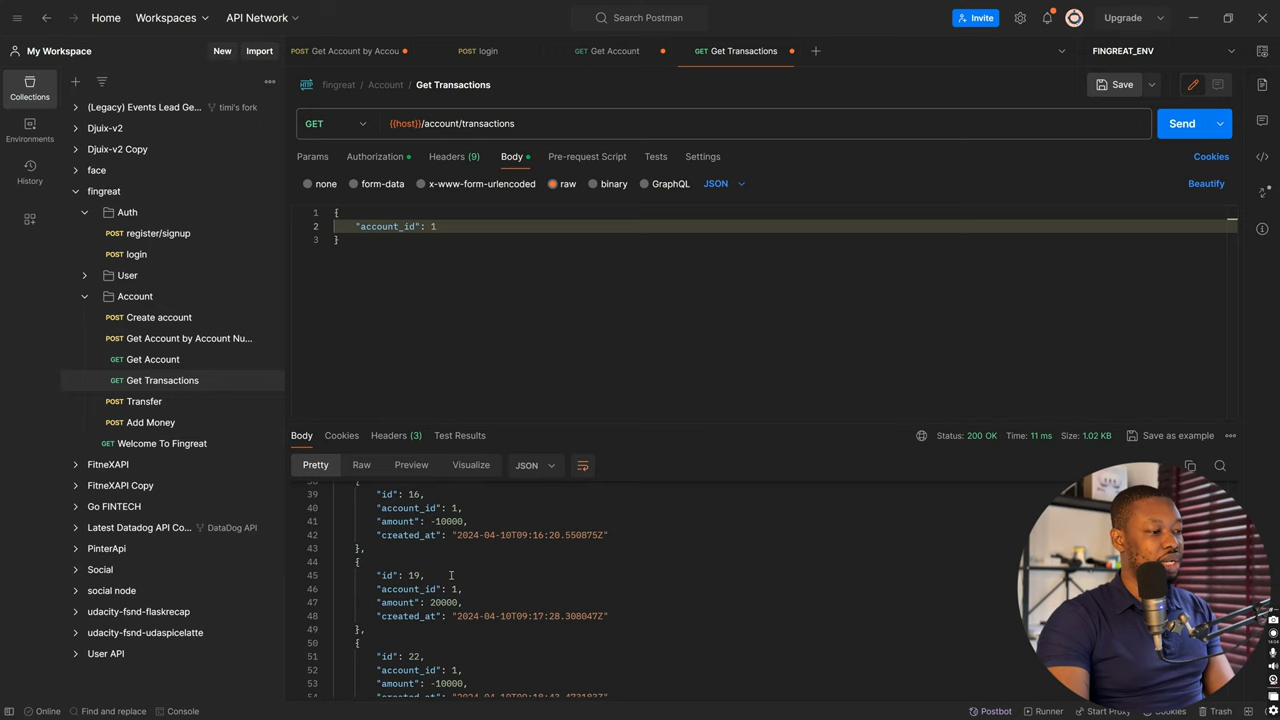 Home
Workspaces
API Network
Search Postman
Invite
Upgrade
My Workspace
New
Import
POST Get Account by Accou
POST login
GET Get Account
GET Get Transactions
FINGREAT_ENV
Collections
Environments
History
(Legacy) Events Lead Ge... timi's fork
Djuix-v2
Djuix-v2 Copy
face
fingreat
Auth
POST register/signup
POST login
User
Account
POST Create account
POST Get Account by Account Nu...
GET Get Account
GET Get Transactions
POST Transfer
POST Add Money
GET Welcome To Fingreat
FitneXAPI
FitneXAPI Copy
Go FINTECH
Latest Datadog API Co... DataDog API
PinterApi
Social
social node
udacity-fsnd-flaskrecap
udacity-fsnd-udaspicelatte
User API
HTTP fingreat / Account / Get Transactions
Save
GET {{host}}/account/transactions
Send
Params Authorization Headers (9) Body Pre-request Script Tests Settings Cookies
none form-data x-www-form-urlencoded raw binary GraphQL JSON Beautify
1 {
2 "account_id": 1
3 }
Body Cookies Headers (3) Test Results Status: 200 OK Time: 11 ms Size: 1.02 KB Save as example
Pretty Raw Preview Visualize JSON
38 {
39 "id": 16,
40 "account_id": 1,
41 "amount": -10000,
42 "created_at": "2024-04-10T09:16:20.550875Z"
43 },
44 {
45 "id": 19,
46 "account_id": 1,
47 "amount": 20000,
48 "created_at": "2024-04-10T09:17:28.308047Z"
49 },
50 {
51 "id": 22,
52 "account_id": 1,
53 "amount": -10000,
54 "created_at": "2024-04-10T09:18:43.473183Z"
Online Find and replace Console Postbot Runner Start Proxy Cookies Trash